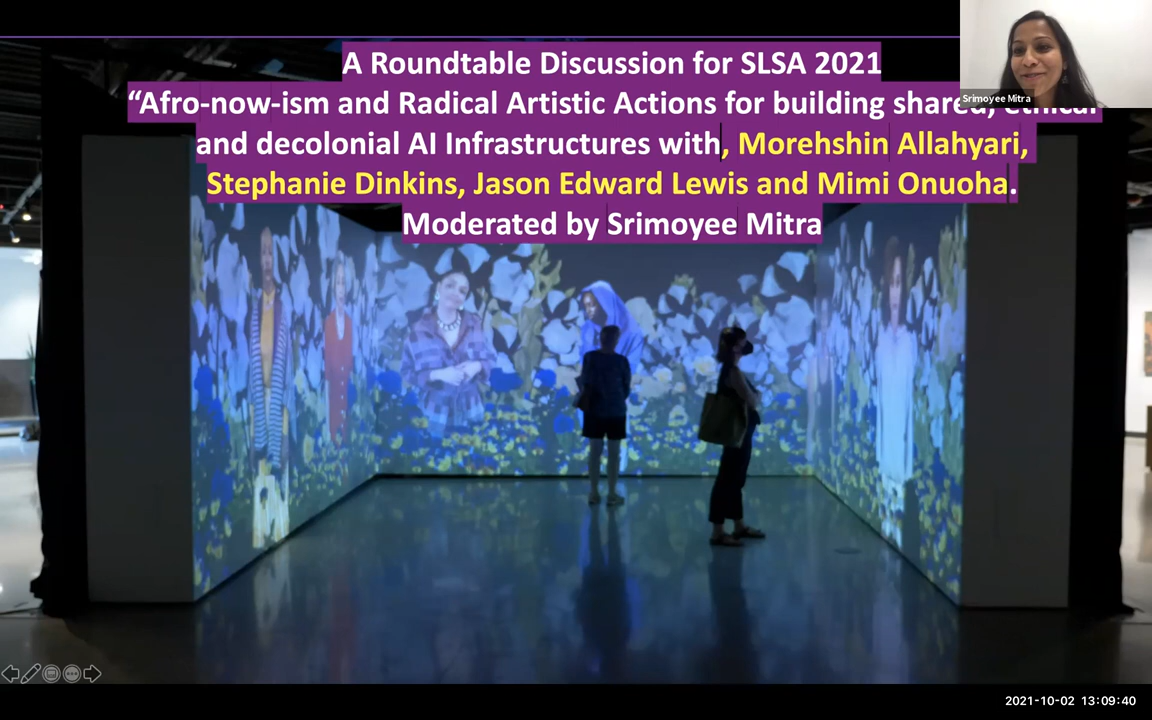 A Roundtable Discussion for SLSA 2021
“Afro-now-ism and Radical Artistic Actions for building shared, ethical
and decolonial AI Infrastructures with, Morehshin Allahyari,
Stephanie Dinkins, Jason Edward Lewis and Mimi Onuoha.
Moderated by Srimoyee Mitra
Srimoyee Mitra
2021-10-02 13:09:40